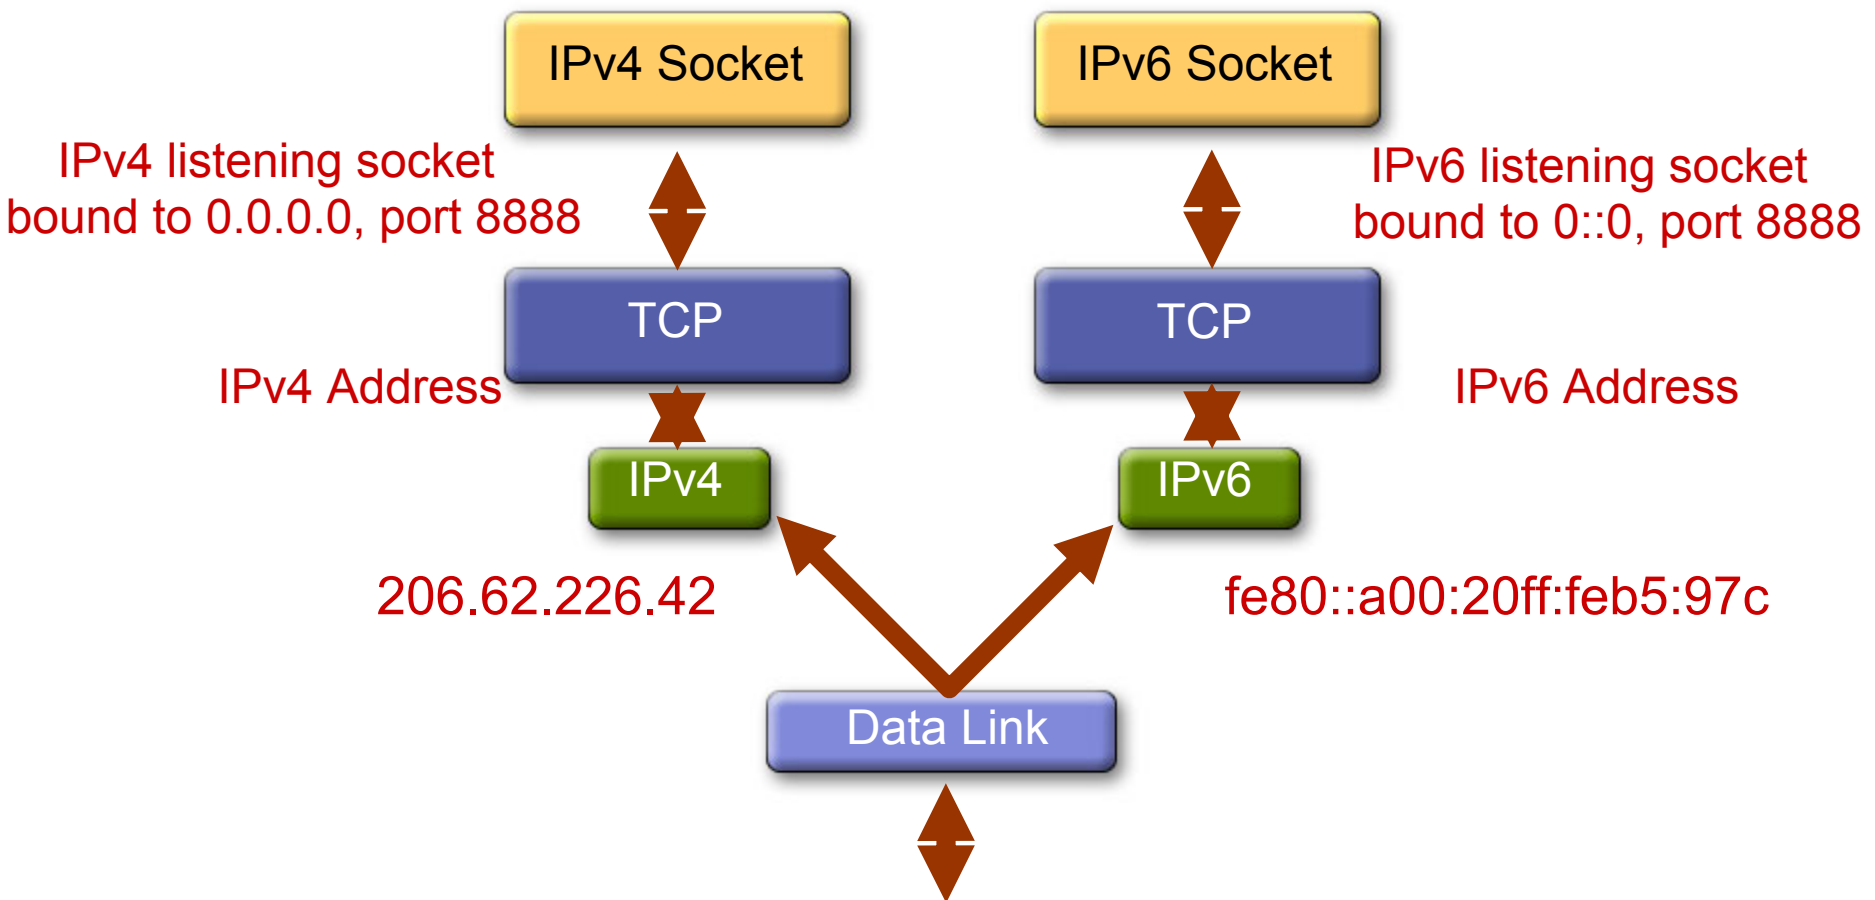 IPv4 Socket
IPv6 Socket
IPv4 listening socket
bound to 0.0.0.0, port 8888
IPv6 listening socket
bound to 0::0, port 8888
TCP
TCP
IPv4 Address
IPv6 Address
IPv4
IPv6
206.62.226.42
fe80::a00:20ff:feb5:97c
Data Link